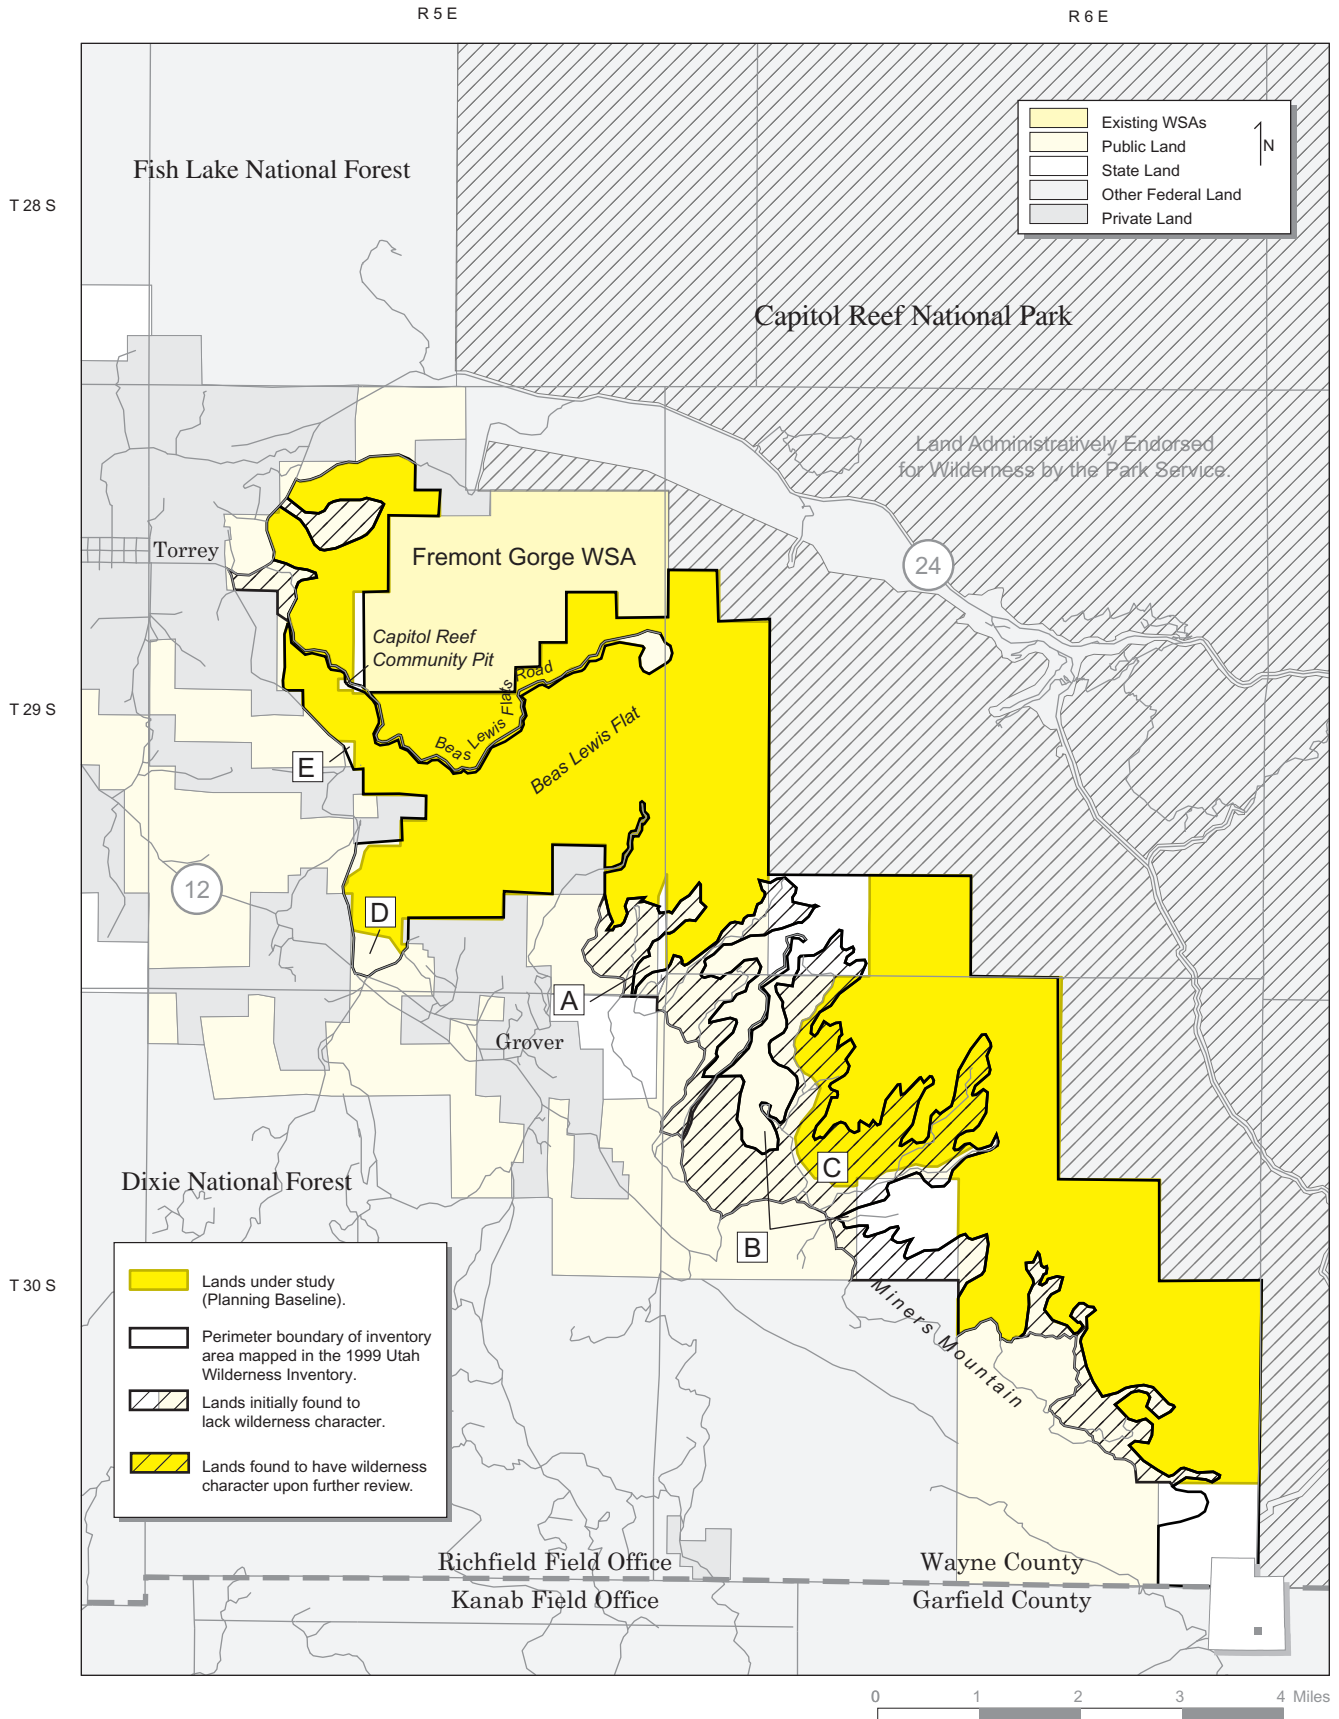 R 5 E
R 6 E
Existing WSAs
Public Land
State Land
Other Federal Land
Private Land
N
Fish Lake National Forest
T 28 S
Capitol Reef National Park
Land Administratively Endorsed
for Wilderness by the Park Service.
Torrey
Fremont Gorge WSA
24
Capitol Reef
Community Pit
Beas Lewis Flats Road
Beas Lewis Flat
T 29 S
E
12
D
A
Grover
C
Dixie National Forest
B
T 30 S
Miners Mountain
Lands under study
(Planning Baseline).
Perimeter boundary of inventory
area mapped in the 1999 Utah
Wilderness Inventory.
Lands initially found to
lack wilderness character.
Lands found to have wilderness
character upon further review.
Richfield Field Office
Wayne County
Kanab Field Office
Garfield County
0 1 2 3 4 Miles